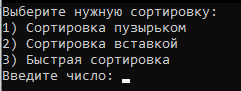 Выберите нужную сортировку:
1) Сортировка пузырьком
2) Сортировка вставкой
3) Быстрая сортировка
Введите число: